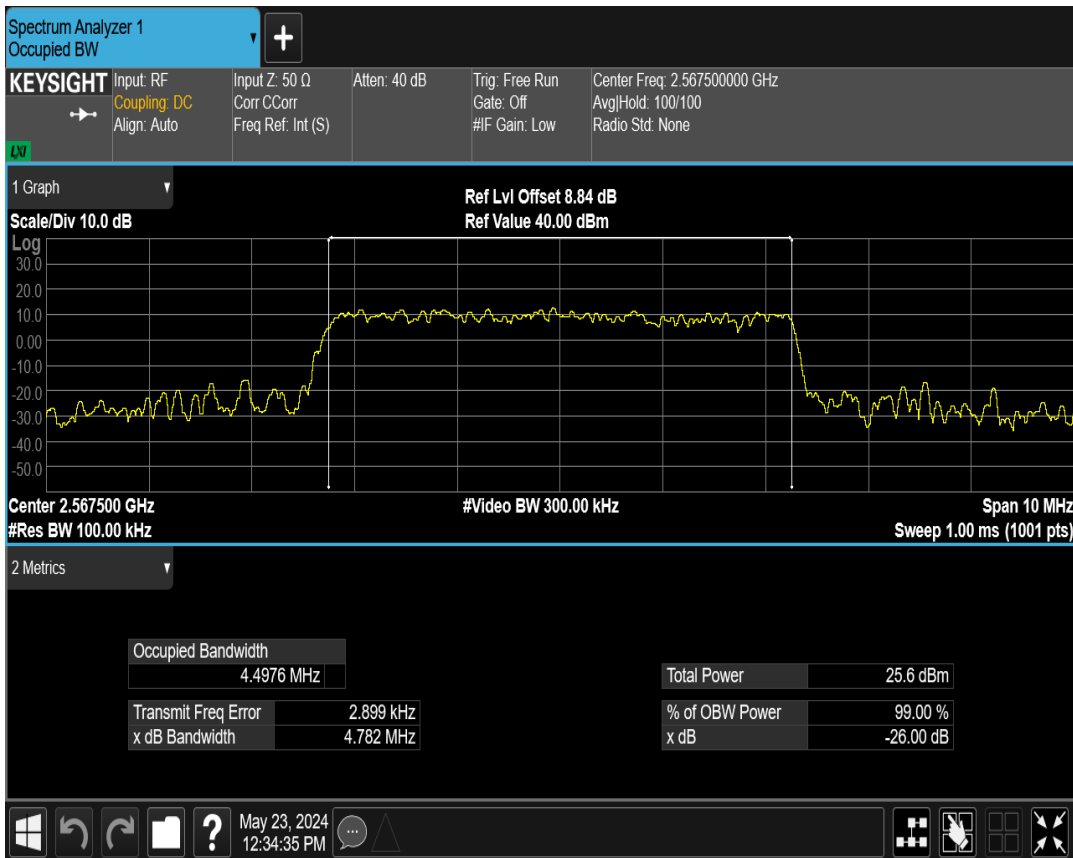 Spectrum Analyzer 1
Occupied BW
+
KEYSIGHT
LXI
Input: RF
Coupling: DC
Align: Auto
Input Z: 50 Ω
Corr CCorr
Freq Ref: Int (S)
Atten: 40 dB
Trig: Free Run
Gate: Off
#IF Gain: Low
Center Freq: 2.567500000 GHz
Avg|Hold: 100/100
Radio Std: None
1 Graph
Scale/Div 10.0 dB
Ref Lvl Offset 8.84 dB
Ref Value 40.00 dBm
Log
30.0
20.0
10.0
0.00
-10.0
-20.0
-30.0
-40.0
-50.0
Center 2.567500 GHz
#Video BW 300.00 kHz
Span 10 MHz
#Res BW 100.00 kHz
Sweep 1.00 ms (1001 pts)
2 Metrics
Occupied Bandwidth
4.4976 MHz
Total Power 25.6 dBm
Transmit Freq Error 2.899 kHz
% of OBW Power 99.00 %
x dB Bandwidth 4.782 MHz
x dB -26.00 dB
?
May 23, 2024
12:34:35 PM